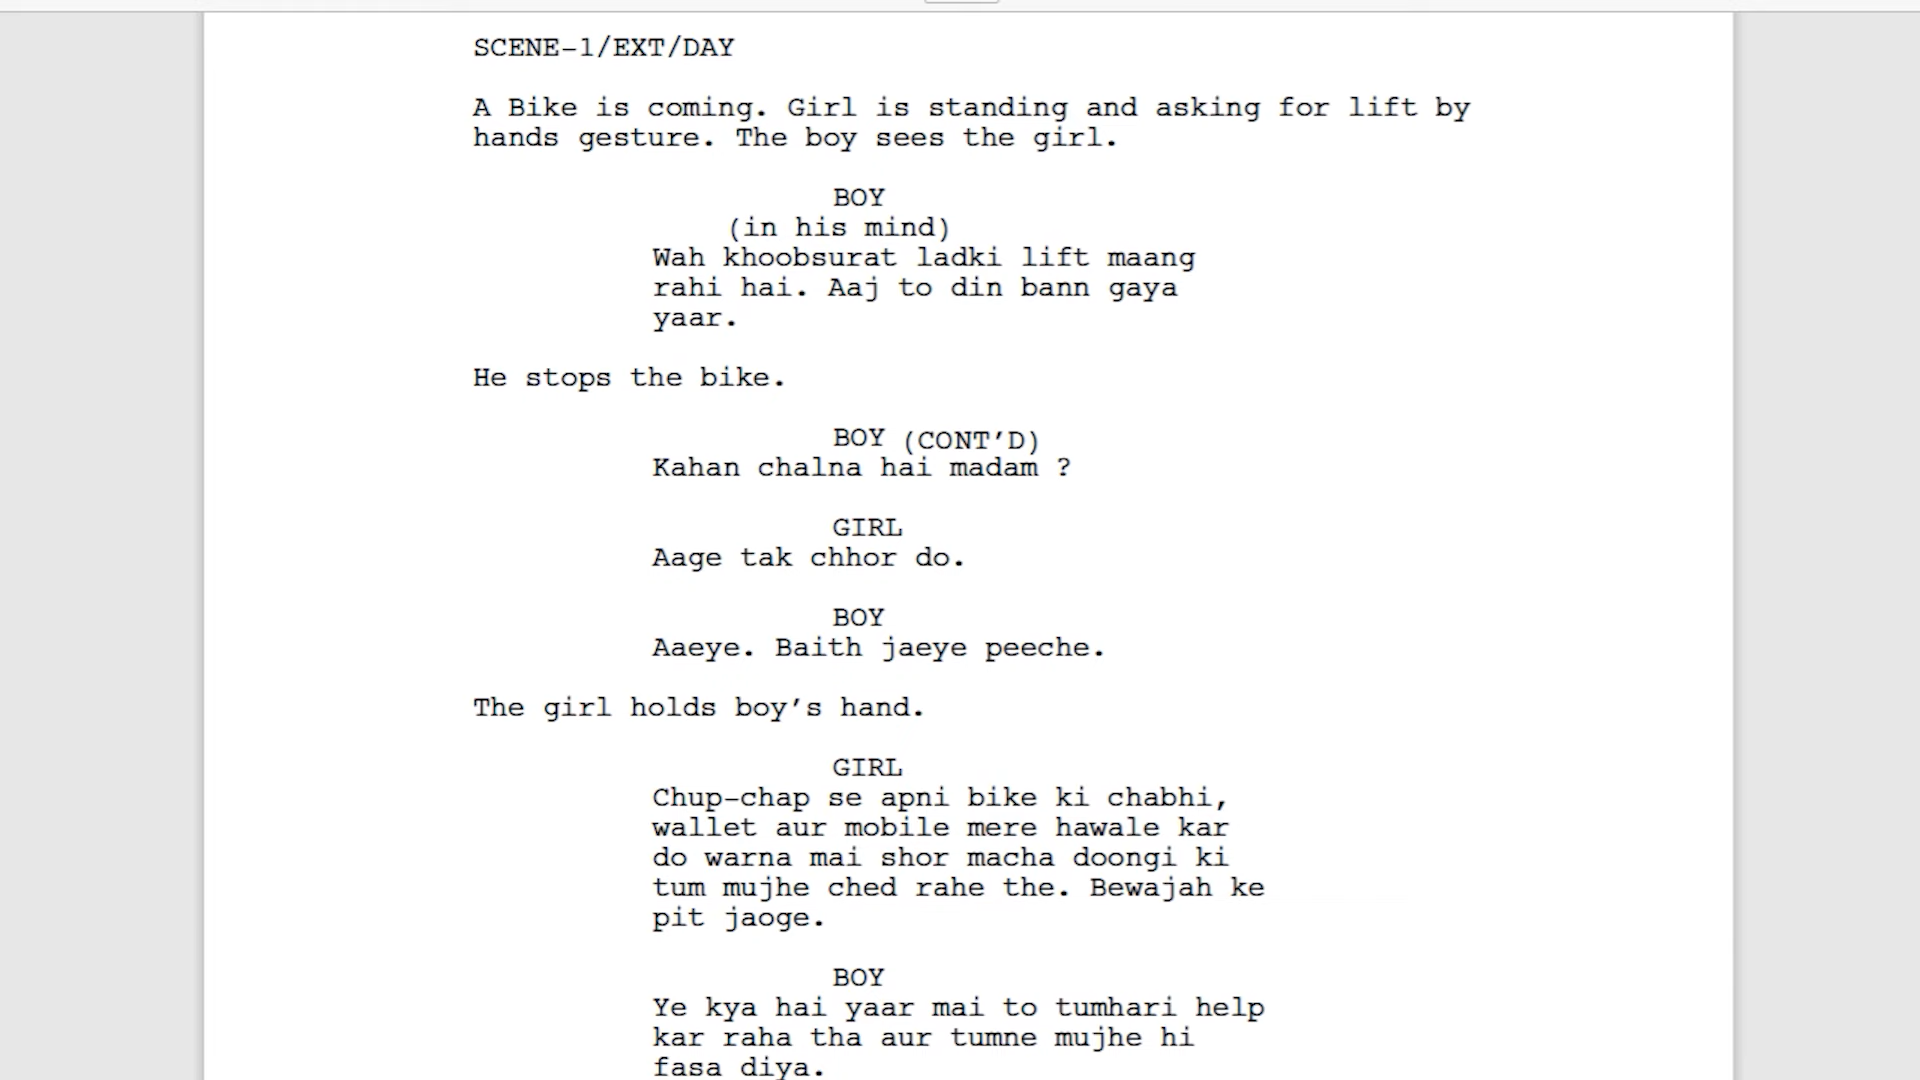 SCENE-1/EXT/DAY
A Bike is coming. Girl is standing and asking for lift by
hands gesture. The boy sees the girl.
BOY
(in his mind)
Wah khoobsurat ladki lift maang
rahi hai. Aaj to din bann gaya
yaar.
He stops the bike.
BOY (CONT'D)
Kahan chalna hai madam ?
GIRL
Aage tak chhor do.
BOY
Aaeye. Baith jaeye peeche.
The girl holds boy's hand.
GIRL
Chup-chap se apni bike ki chabhi,
wallet aur mobile mere hawale kar
do warna mai shor macha doongi ki
tum mujhe ched rahe the. Bewajah ke
pit jaoge.
BOY
Ye kya hai yaar mai to tumhari help
kar raha tha aur tumne mujhe hi
fasa diya.